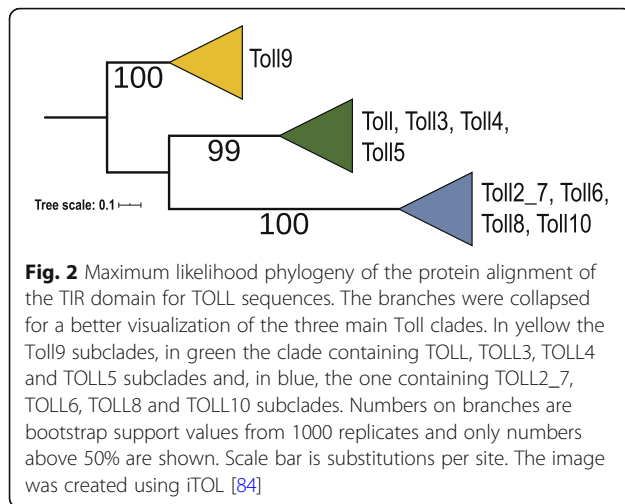 100
Toll9
99
Toll, Toll3, Toll4,
Toll5
Tree scale: 0.1
100
Toll2_7, Toll6,
Toll8, Toll10
Fig. 2 Maximum likelihood phylogeny of the protein alignment of
the TIR domain for TOLL sequences. The branches were collapsed
for a better visualization of the three main Toll clades. In yellow the
Toll9 subclades, in green the clade containing TOLL, TOLL3, TOLL4
and TOLL5 subclades and, in blue, the one containing TOLL2_7,
TOLL6, TOLL8 and TOLL10 subclades. Numbers on branches are
bootstrap support values from 1000 replicates and only numbers
above 50% are shown. Scale bar is substitutions per site. The image
was created using iTOL [84]